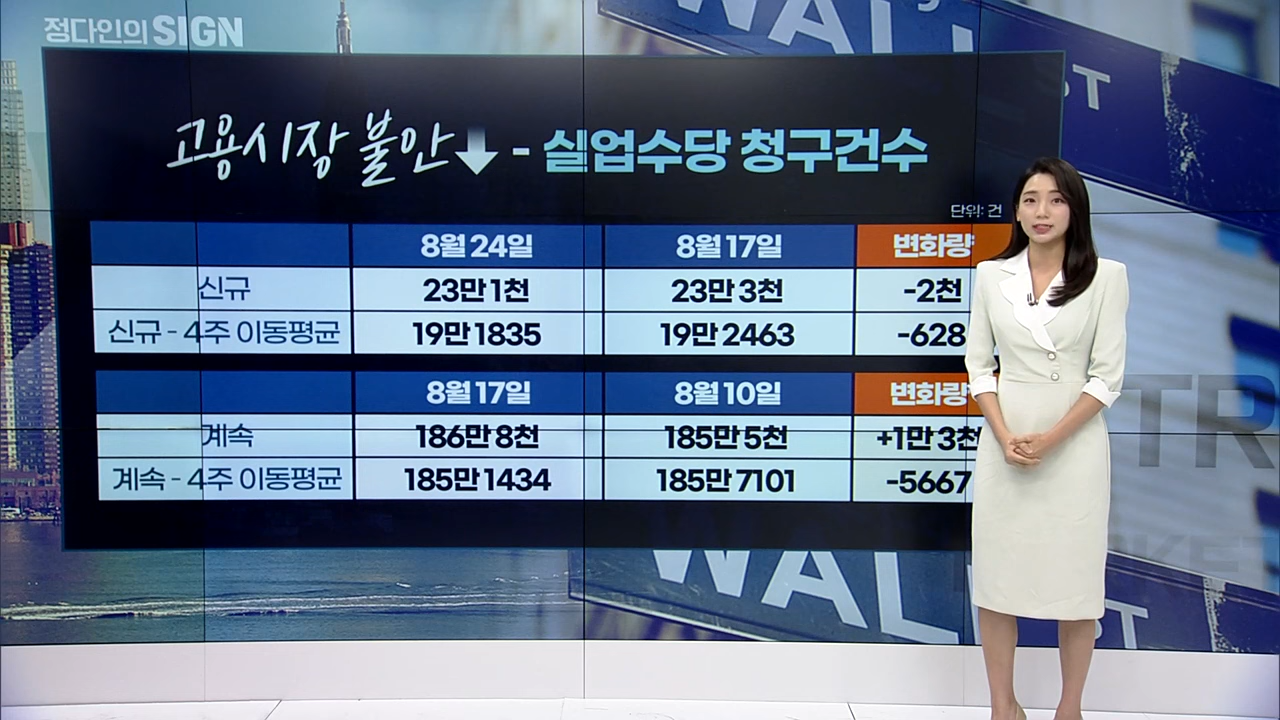 정다인의 SIGN
고용시장 불안 ↓ - 실업수당 청구건수
단위: 건
8월 24일 8월 17일 변화량
신규 23만 1천 23만 3천 -2천
신규 - 4주 이동평균 19만 1835 19만 2463 -628
8월 17일 8월 10일 변화량
계속 186만 8천 185만 5천 +1만 3천
계속 - 4주 이동평균 185만 1434 185만 7101 -5667
WALL
ST
TR
WALL
ST